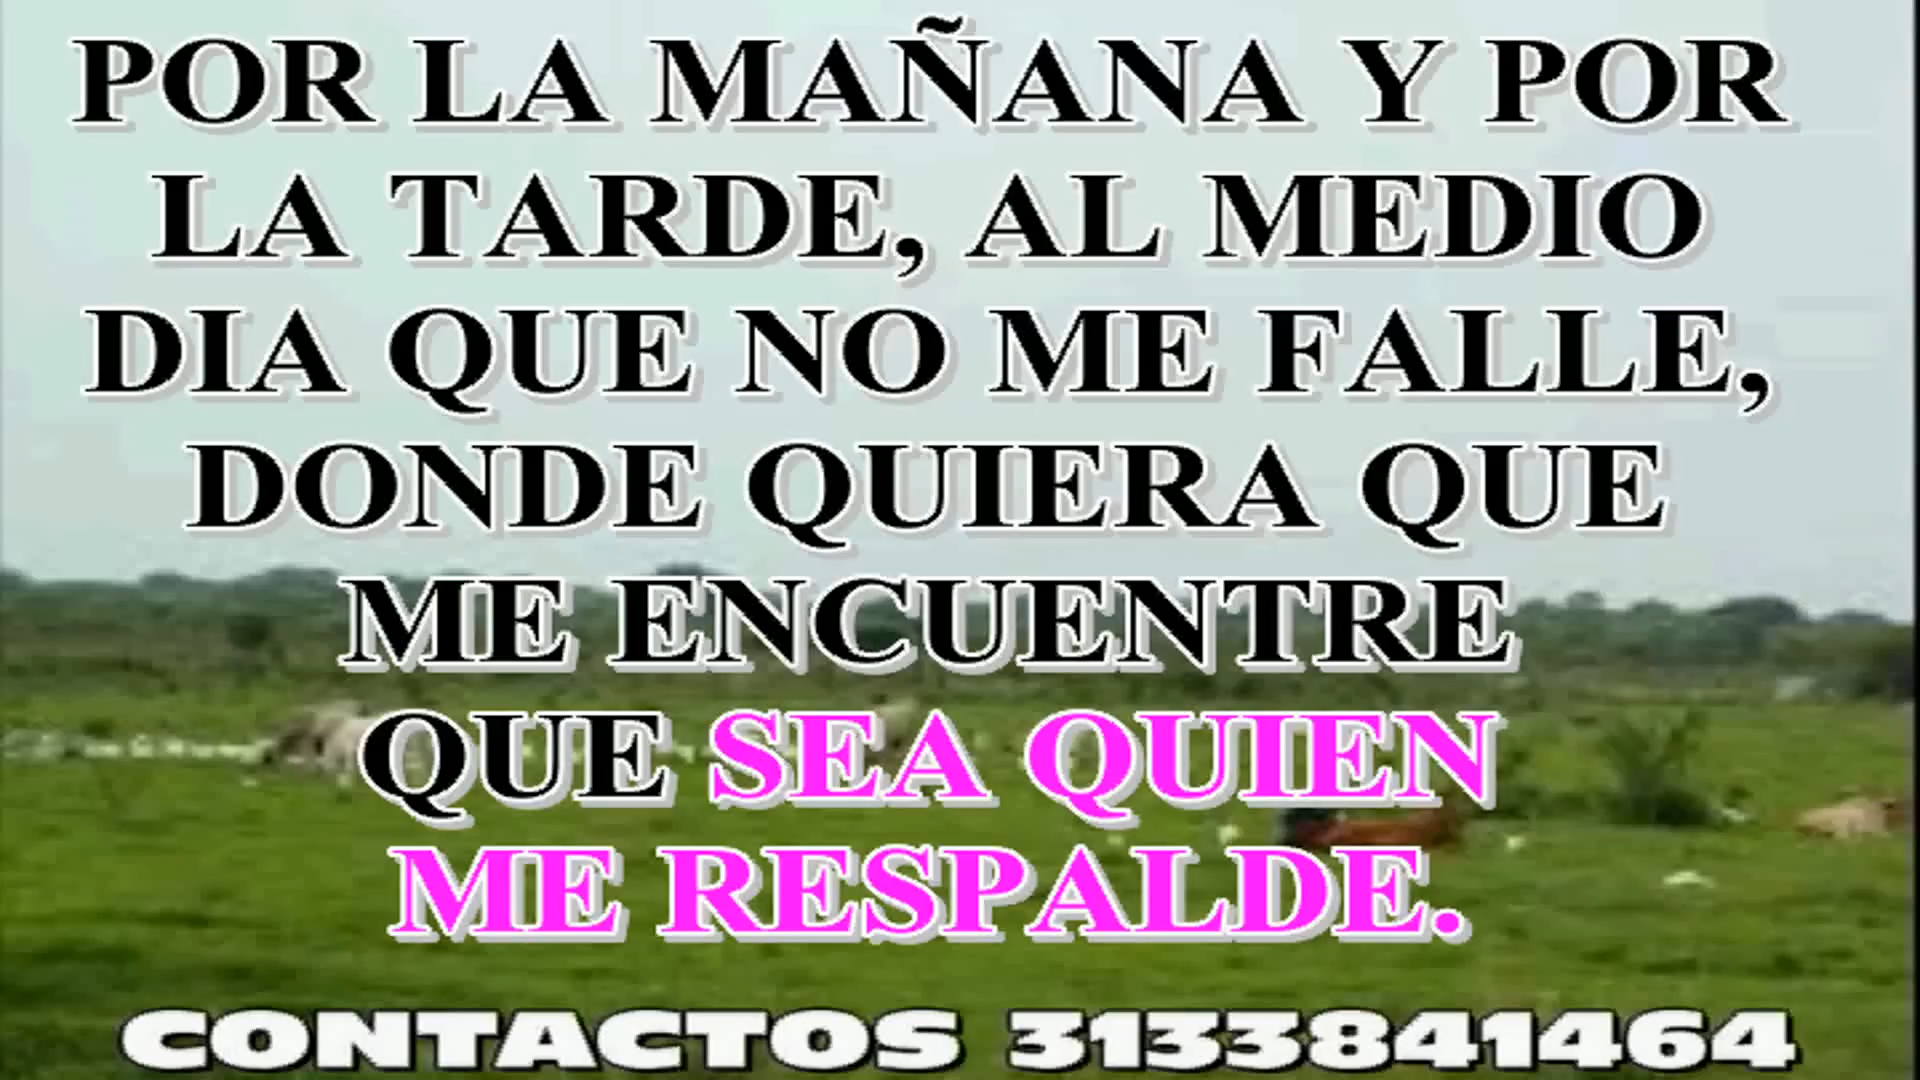 POR LA MAÑANA Y POR
LA TARDE, AL MEDIO
DIA QUE NO ME FALLE,
DONDE QUIERA QUE
ME ENCUENTRE
QUE SEA QUIEN
ME RESPALDE.
CONTACTOS 3133841464